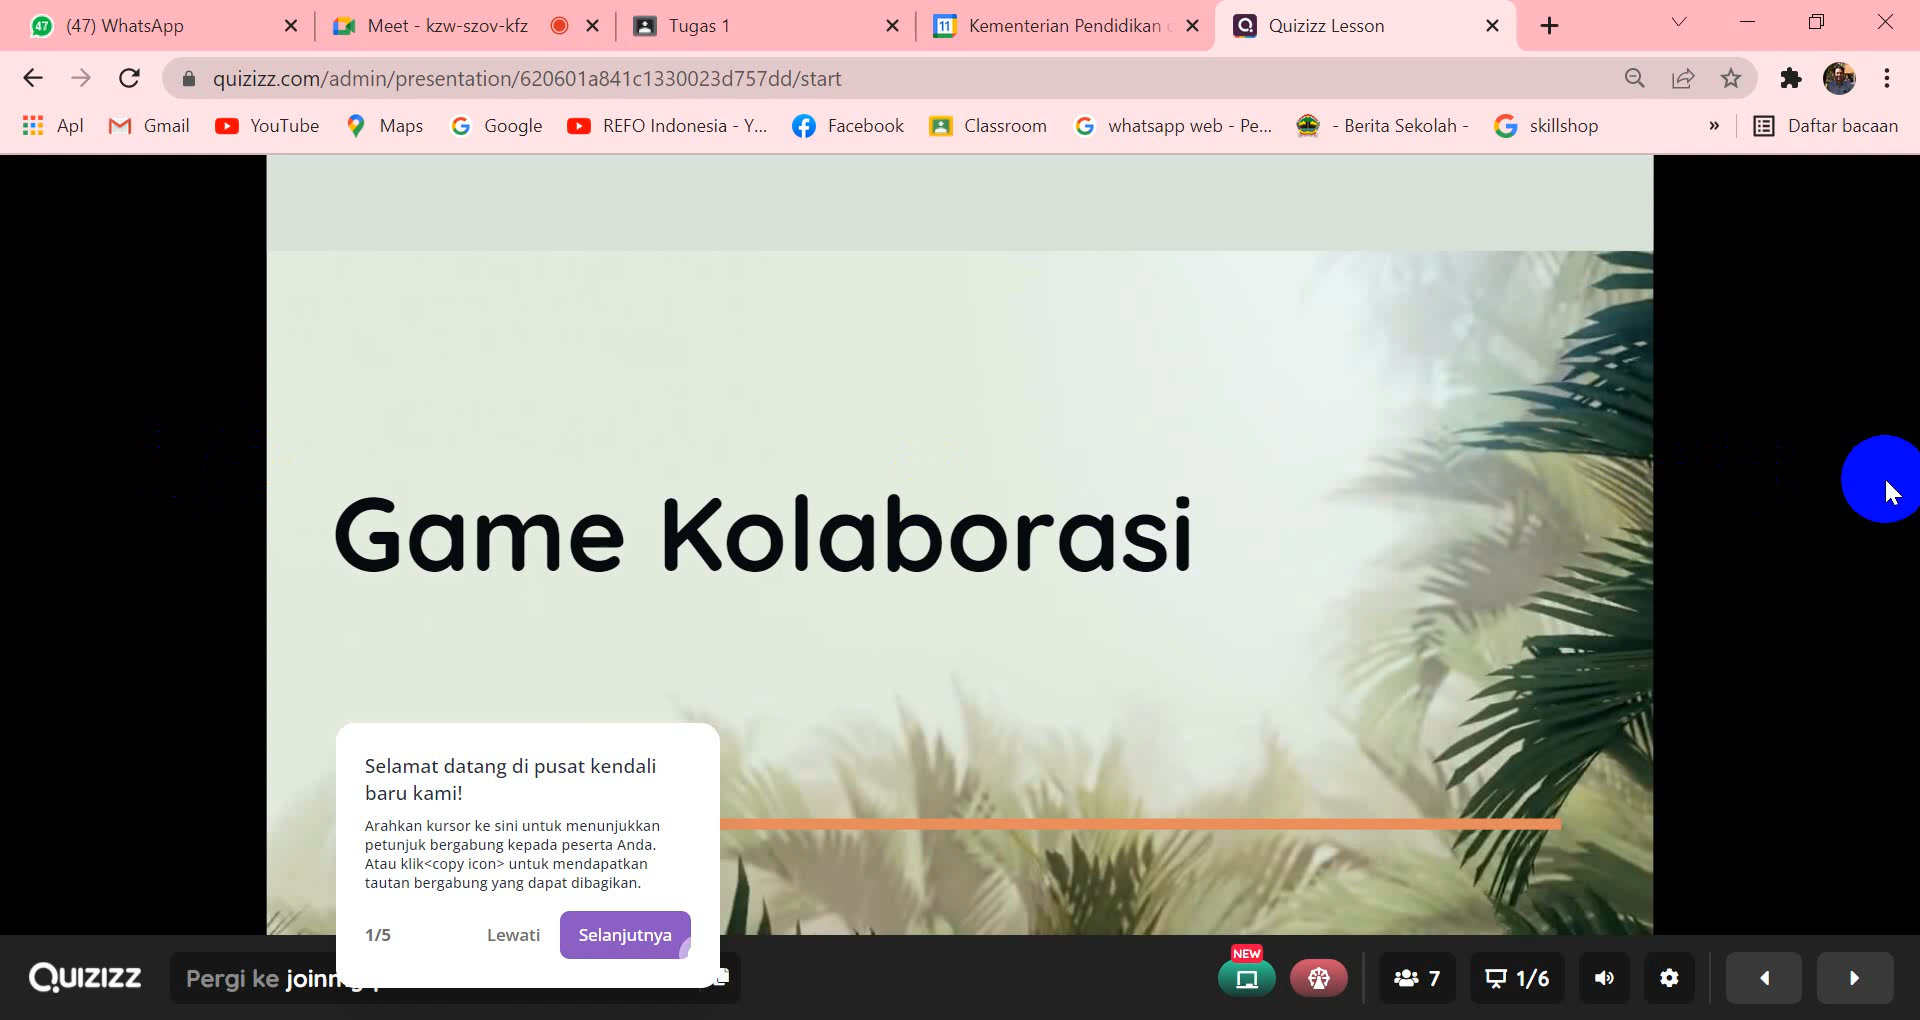 47
(47) WhatsApp
Meet - kzw-szov-kfz
Tugas 1
11
Kementerian Pendidikan
Quizizz Lesson
quizizz.com/admin/presentation/620601a841c1330023d757dd/start
Apl
Gmail
YouTube
Maps
Google
REFO Indonesia - Y...
Facebook
Classroom
whatsapp web - Pe...
- Berita Sekolah -
skillshop
»
Daftar bacaan
Game Kolaborasi
Selamat datang di pusat kendali
baru kami!
Arahkan kursor ke sini untuk menunjukkan
petunjuk bergabung kepada peserta Anda.
Atau klik<copy icon> untuk mendapatkan
tautan bergabung yang dapat dibagikan.
1/5
Lewati
Selanjutnya
QUIZIZZ
Pergi ke
NEW
7
1/6